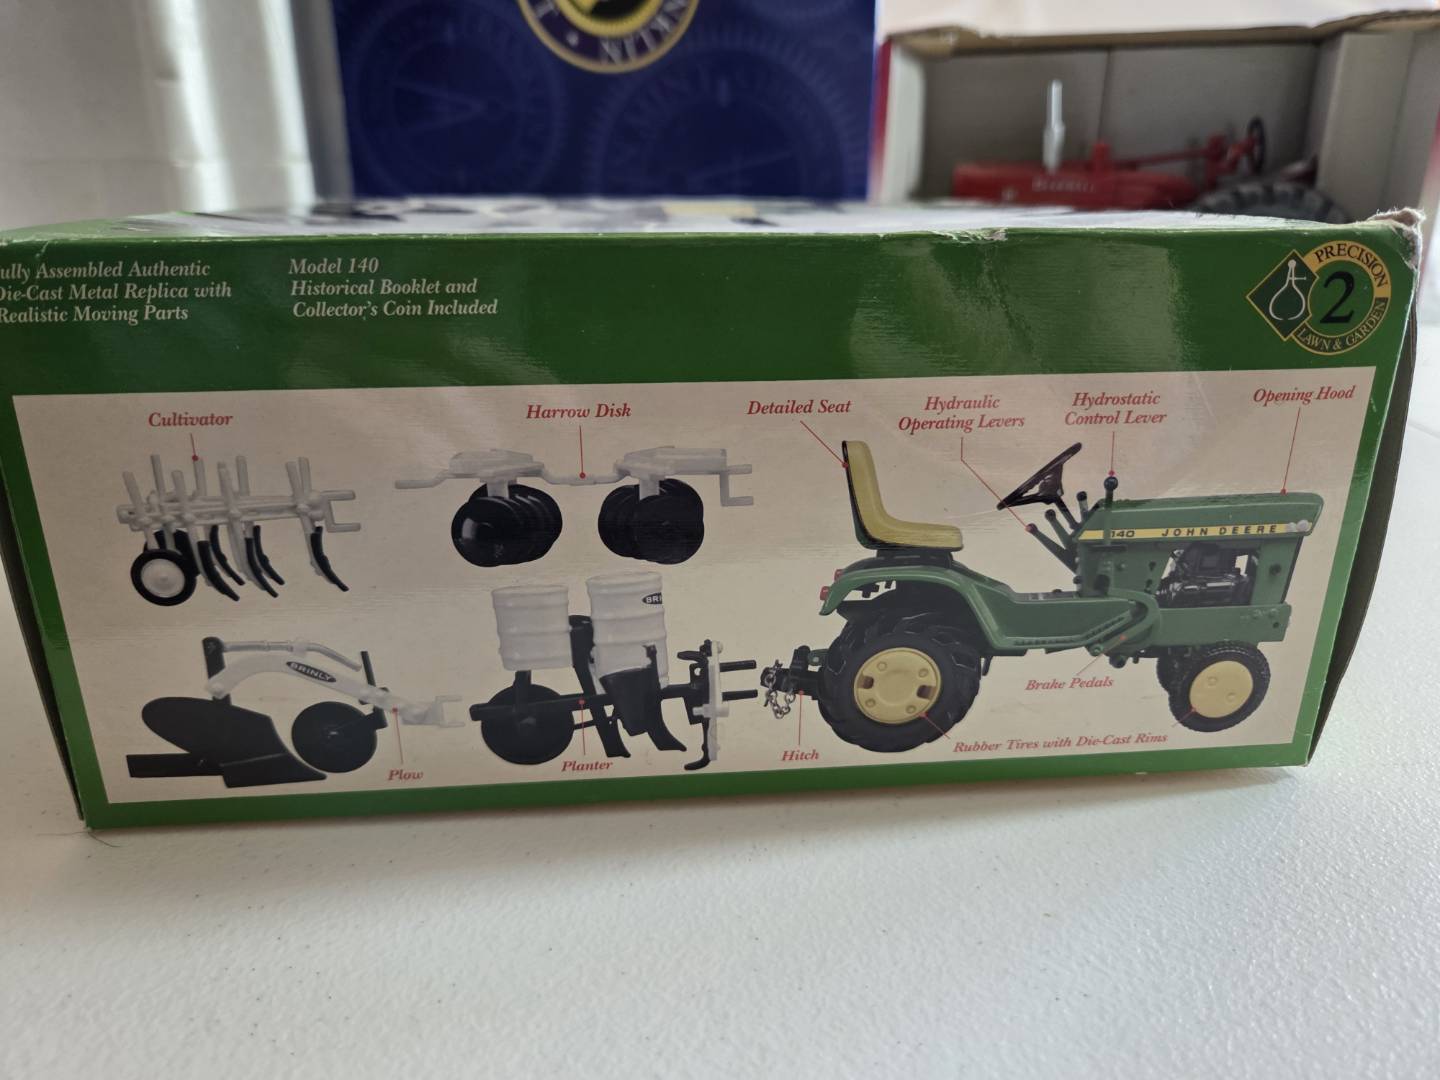 Assembled Authentic
Die-Cast Metal Replica with
Realistic Moving Parts
Model 140
Historical Booklet and
Collector's Coin Included
PRECISION
2
LAWN & GARDEN
Cultivator
Harrow Disk
Detailed Seat
Hydraulic
Operating Levers
Hydrostatic
Control Lever
Opening Hood
140 JOHN DEERE
BRINLY
Brake Pedals
Rubber Tires with Die-Cast Rims
Hitch
Planter
Plow